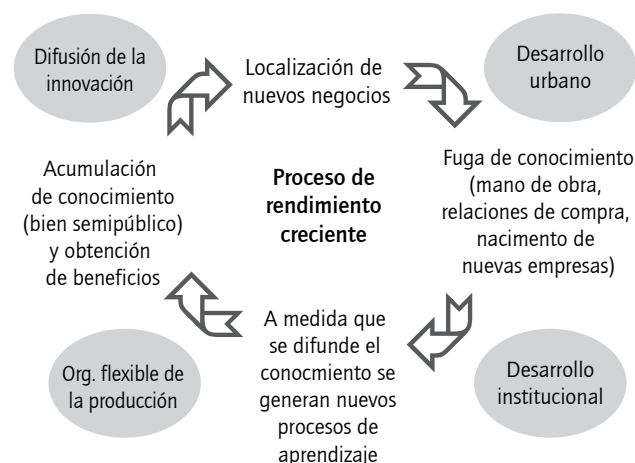 Difusión de la
innovación
Localización de
nuevos negocios
Desarrollo
urbano
Acumulación
de conocimiento
(bien semipúblico)
y obtención
de beneficios
Proceso de
rendimiento
creciente
Fuga de conocimiento
(mano de obra,
relaciones de compra,
nacimento de
nuevas empresas)
Org. flexible de
la producción
A medida que
se difunde el
conocmiento se
generan nuevos
procesos de
aprendizaje
Desarrollo
institucional